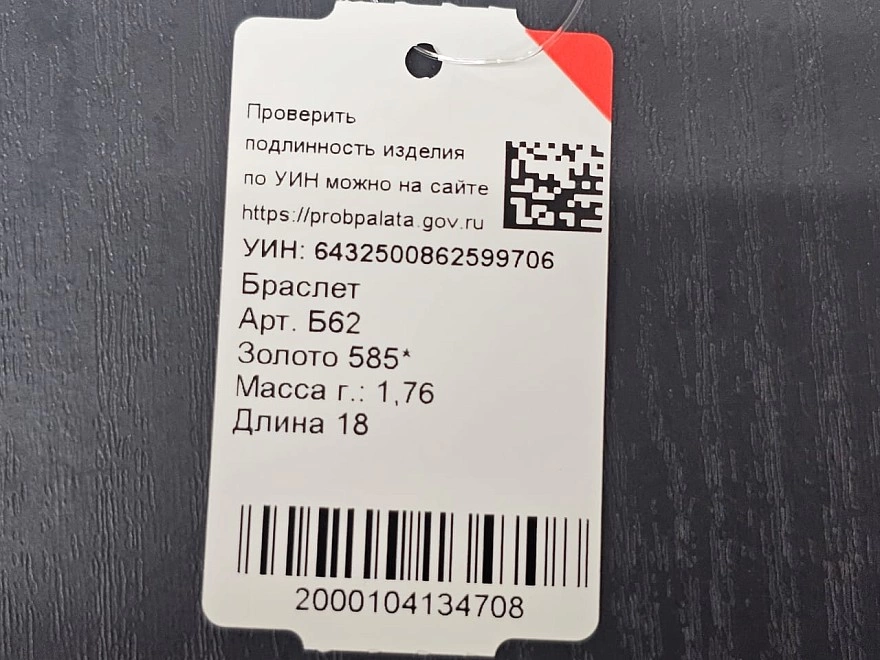 Проверить
подлинность изделия
по УИН можно на сайте
https://probpalata.gov.ru
УИН: 6432500862599706
Браслет
Арт. Б62
Золото 585*
Масса г.: 1,76
Длина 18
2000104134708